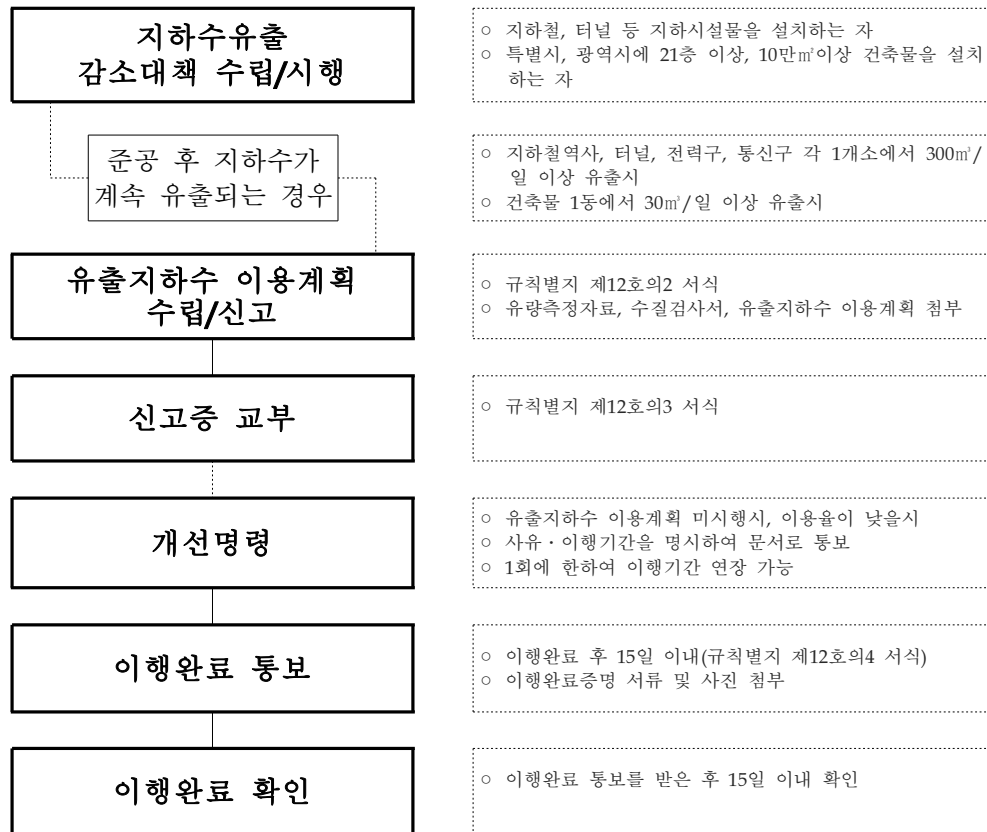 지하수유출
감소대책 수립/시행
○ 지하철, 터널 등 지하시설물을 설치하는 자
○ 특별시, 광역시에 21층 이상, 10만㎡이상 건축물을 설치
하는 자
준공 후 지하수가
계속 유출되는 경우
○ 지하철역사, 터널, 전력구, 통신구 각 1개소에서 300㎥/
일 이상 유출시
○ 건축물 1동에서 30㎥/일 이상 유출시
유출지하수 이용계획
수립/신고
○ 규칙별지 제12호의2 서식
○ 유량측정자료, 수질검사서, 유출지하수 이용계획 첨부
신고증 교부
○ 규칙별지 제12호의3 서식
개선명령
○ 유출지하수 이용계획 미시행시, 이용율이 낮을시
○ 사유·이행기간을 명시하여 문서로 통보
○ 1회에 한하여 이행기간 연장 가능
이행완료 통보
○ 이행완료 후 15일 이내(규칙별지 제12호의4 서식)
○ 이행완료증명 서류 및 사진 첨부
이행완료 확인
○ 이행완료 통보를 받은 후 15일 이내 확인